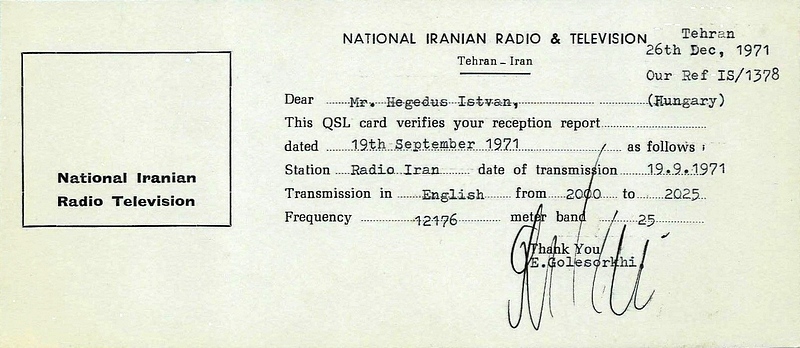 NATIONAL IRANIAN RADIO & TELEVISION
Tehran - Iran
Tehran
26th Dec, 1971
Our Ref IS/1378
Dear Mr. Hegedus Istvan, (Hungary)
This QSL card verifies your reception report
dated 19th September 1971 as follows :
Station Radio Iran date of transmission 19.9.1971
Transmission in English from 2000 to 2025
Frequency 12176 meter band 25
Thank You
E.Golesorkhi.
National Iranian
Radio Television